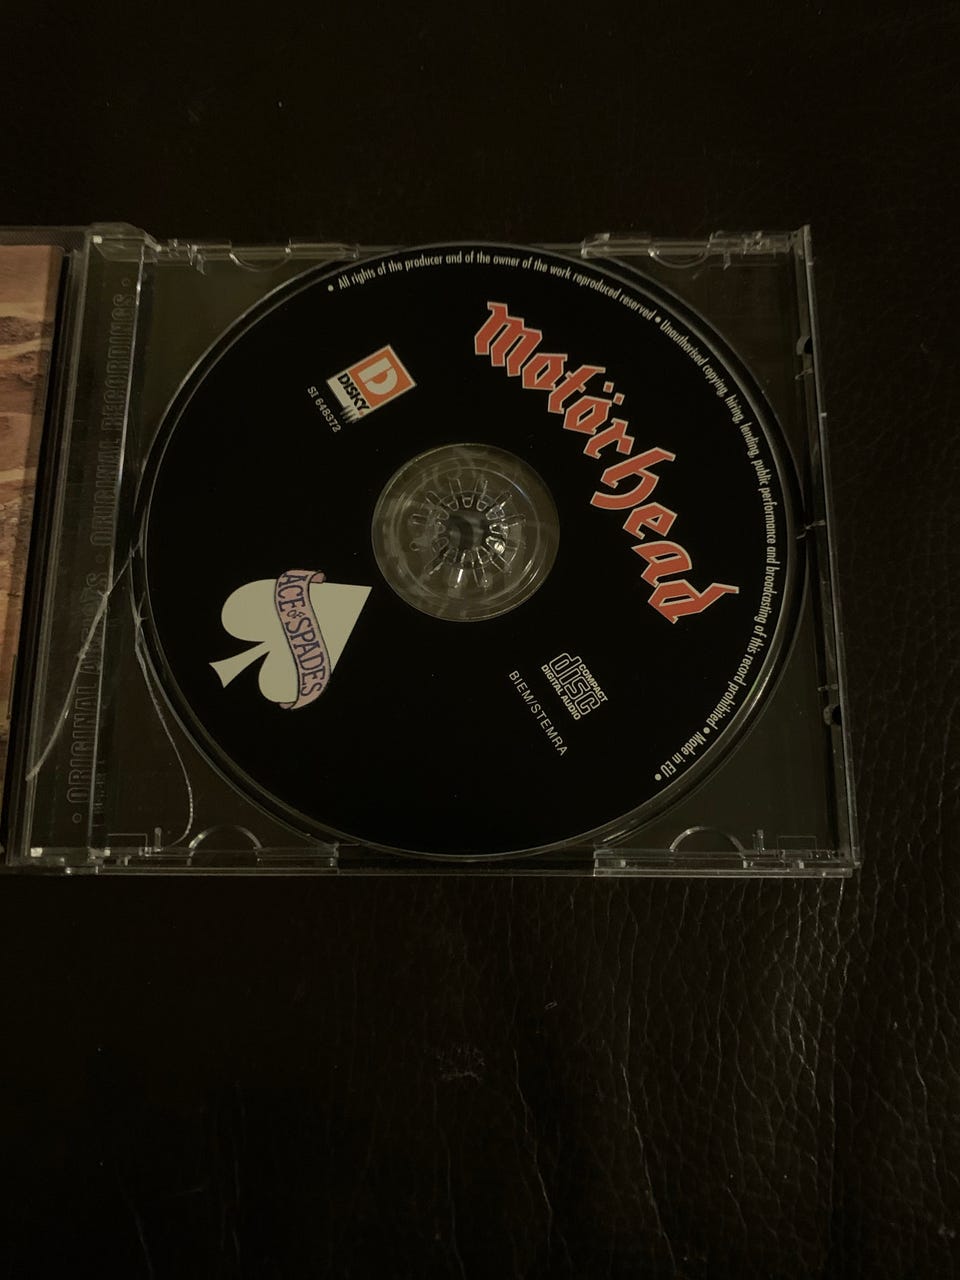 • All rights of the producer and of the owner of the work reproduced reserved • Unauthorised copying, hiring, lending, public performance and broadcasting of this record prohibited • Made in EU •
Motörhead
D
DISKY
SI 648372
ACE OF SPADES
COMPACT
disc
DIGITAL AUDIO
BIEM/STEMRA
• ORIGINAL ARTISTS • ORIGINAL RECORDINGS •